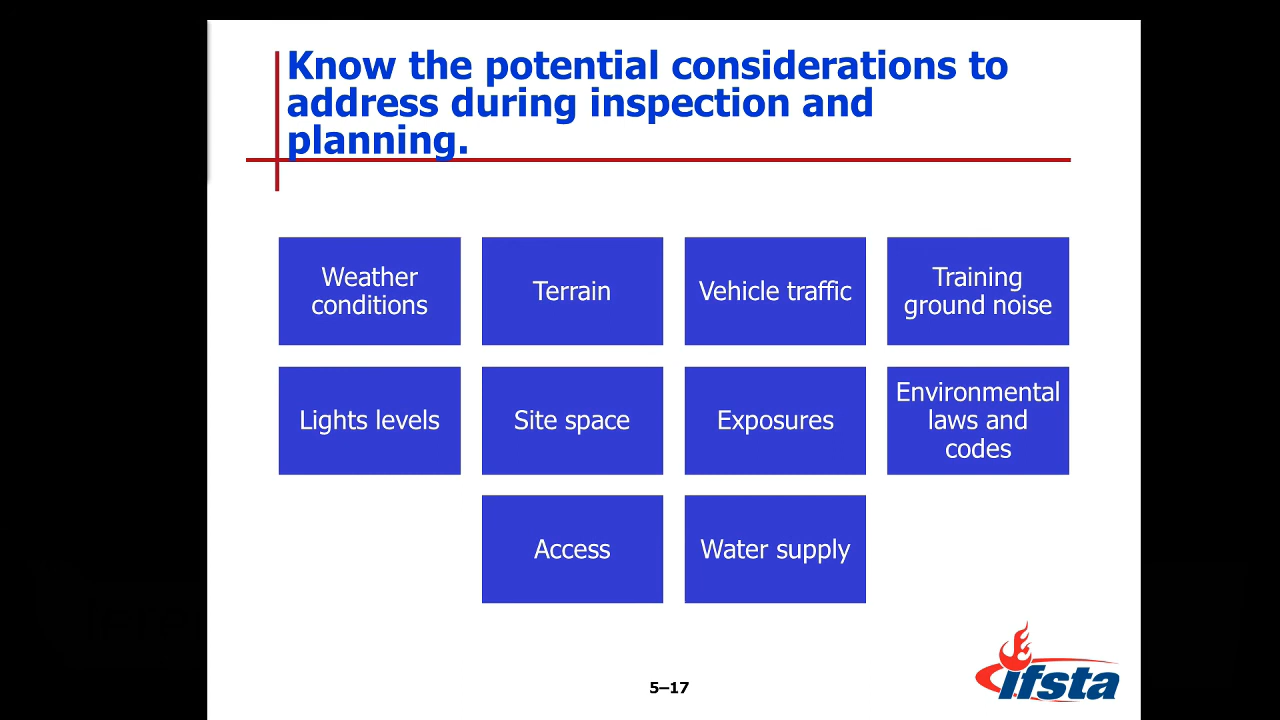 Know the potential considerations to
address during inspection and
planning.
Weather
conditions
Terrain
Vehicle traffic
Training
ground noise
Lights levels
Site space
Exposures
Environmental
laws and
codes
Access
Water supply
5–17
ifsta